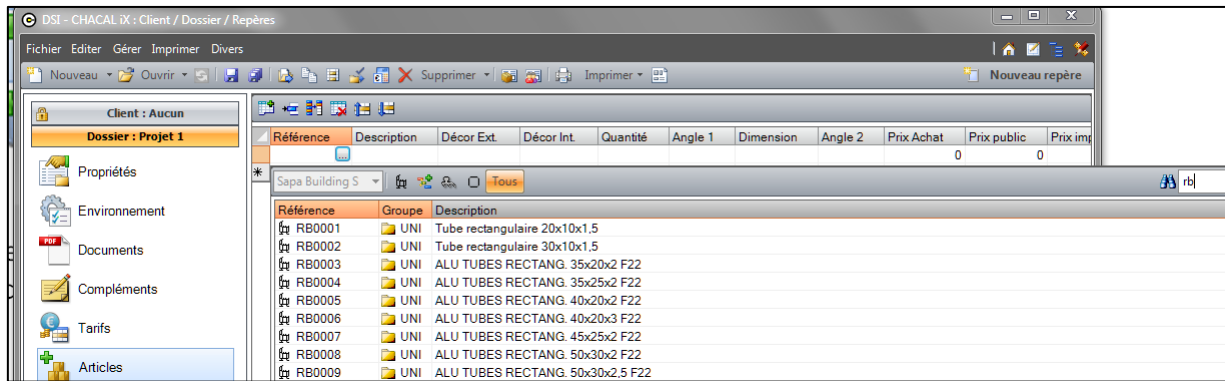 DSI - CHACAL iX : Client / Dossier / Repères
Fichier Editer Gérer Imprimer Divers
Nouveau Ouvrir Supprimer Imprimer Nouveau repère
Client : Aucun
Dossier : Projet 1
Propriétés
Environnement
PDF
Documents
Compléments
Tarifs
Articles
Référence Description Décor Ext. Décor Int. Quantité Angle 1 Dimension Angle 2 Prix Achat Prix public Prix imp
... 0 0
Sapa Building S Tous rb
Référence Groupe Description
RB0001 UNI Tube rectangulaire 20x10x1,5
RB0002 UNI Tube rectangulaire 30x10x1,5
RB0003 UNI ALU TUBES RECTANG. 35x20x2 F22
RB0004 UNI ALU TUBES RECTANG. 35x25x2 F22
RB0005 UNI ALU TUBES RECTANG. 40x20x2 F22
RB0006 UNI ALU TUBES RECTANG. 40x20x3 F22
RB0007 UNI ALU TUBES RECTANG. 45x25x2 F22
RB0008 UNI ALU TUBES RECTANG. 50x30x2 F22
RB0009 UNI ALU TUBES RECTANG. 50x30x2,5 F22